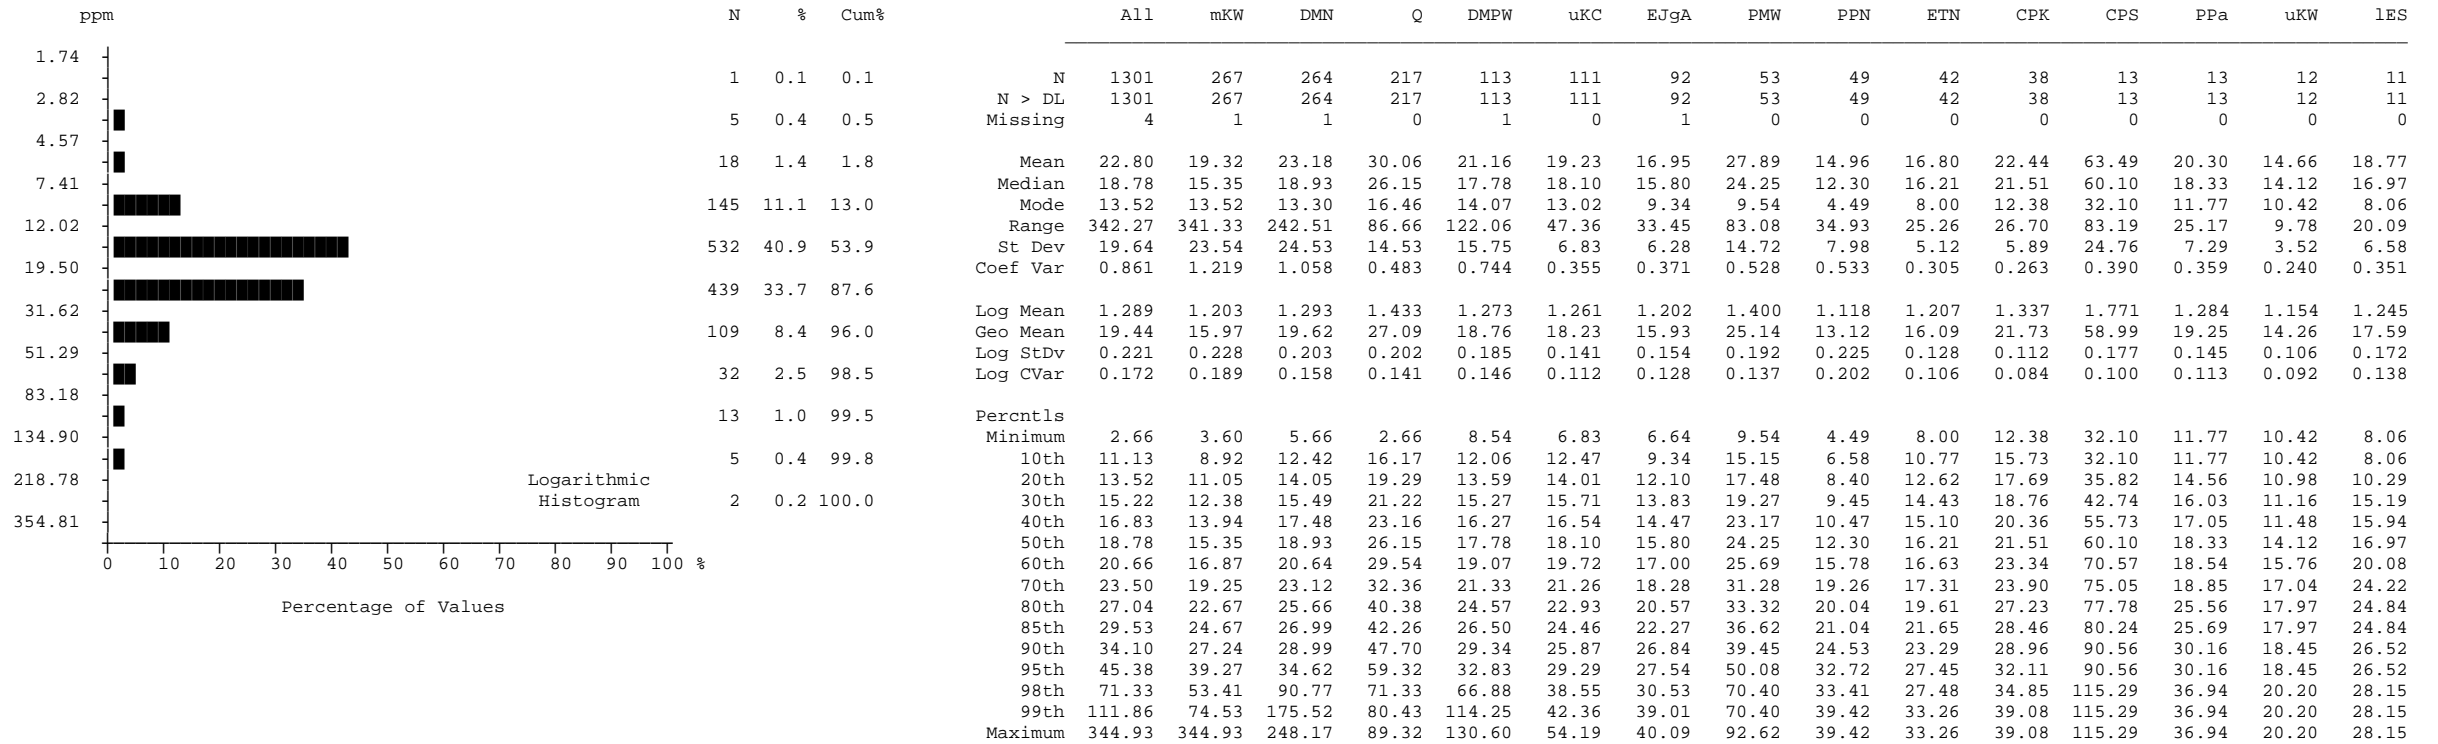 ppm N % Cum% All mKW DMN Q DMPW uKC EJgA PMW PPN ETN CPK CPS PPa uKW lES
1.74
1 0.1 0.1 N 1301 267 264 217 113 111 92 53 49 42 38 13 13 12 11
2.82 N > DL 1301 267 264 217 113 111 92 53 49 42 38 13 13 12 11
5 0.4 0.5 Missing 4 1 1 0 1 0 1 0 0 0 0 0 0 0 0
4.57
18 1.4 1.8 Mean 22.80 19.32 23.18 30.06 21.16 19.23 16.95 27.89 14.96 16.80 22.44 63.49 20.30 14.66 18.77
7.41 Median 18.78 15.35 18.93 26.15 17.78 18.10 15.80 24.25 12.30 16.21 21.51 60.10 18.33 14.12 16.97
145 11.1 13.0 Mode 13.52 13.52 13.30 16.46 14.07 13.02 9.34 9.54 4.49 8.00 12.38 32.10 11.77 10.42 8.06
12.02 Range 342.27 341.33 242.51 86.66 122.06 47.36 33.45 83.08 34.93 25.26 26.70 83.19 25.17 9.78 20.09
532 40.9 53.9 St Dev 19.64 23.54 24.53 14.53 15.75 6.83 6.28 14.72 7.98 5.12 5.89 24.76 7.29 3.52 6.58
19.50 Coef Var 0.861 1.219 1.058 0.483 0.744 0.355 0.371 0.528 0.533 0.305 0.263 0.390 0.359 0.240 0.351
439 33.7 87.6
31.62 Log Mean 1.289 1.203 1.293 1.433 1.273 1.261 1.202 1.400 1.118 1.207 1.337 1.771 1.284 1.154 1.245
109 8.4 96.0 Geo Mean 19.44 15.97 19.62 27.09 18.76 18.23 15.93 25.14 13.12 16.09 21.73 58.99 19.25 14.26 17.59
51.29 Log StDv 0.221 0.228 0.203 0.202 0.185 0.141 0.154 0.192 0.225 0.128 0.112 0.177 0.145 0.106 0.172
32 2.5 98.5 Log CVar 0.172 0.189 0.158 0.141 0.146 0.112 0.128 0.137 0.202 0.106 0.084 0.100 0.113 0.092 0.138
83.18
13 1.0 99.5 Percntls
134.90 Minimum 2.66 3.60 5.66 2.66 8.54 6.83 6.64 9.54 4.49 8.00 12.38 32.10 11.77 10.42 8.06
5 0.4 99.8 10th 11.13 8.92 12.42 16.17 12.06 12.47 9.34 15.15 6.58 10.77 15.73 32.10 11.77 10.42 8.06
218.78 Logarithmic 20th 13.52 11.05 14.05 19.29 13.59 14.01 12.10 17.48 8.40 12.62 17.69 35.82 14.56 10.98 10.29
Histogram 2 0.2 100.0 30th 15.22 12.38 15.49 21.22 15.27 15.71 13.83 19.27 9.45 14.43 18.76 42.74 16.03 11.16 15.19
354.81 40th 16.83 13.94 17.48 23.16 16.27 16.54 14.47 23.17 10.47 15.10 20.36 55.73 17.05 11.48 15.94
50th 18.78 15.35 18.93 26.15 17.78 18.10 15.80 24.25 12.30 16.21 21.51 60.10 18.33 14.12 16.97
0 10 20 30 40 50 60 70 80 90 100 % 60th 20.66 16.87 20.64 29.54 19.07 19.72 17.00 25.69 15.78 16.63 23.34 70.57 18.54 15.76 20.08
70th 23.50 19.25 23.12 32.36 21.33 21.26 18.28 31.28 19.26 17.31 23.90 75.05 18.85 17.04 24.22
Percentage of Values 80th 27.04 22.67 25.66 40.38 24.57 22.93 20.57 33.32 20.04 19.61 27.23 77.78 25.56 17.97 24.84
85th 29.53 24.67 26.99 42.26 26.50 24.46 22.27 36.62 21.04 21.65 28.46 80.24 25.69 17.97 24.84
90th 34.10 27.24 28.99 47.70 29.34 25.87 26.84 39.45 24.53 23.29 28.96 90.56 30.16 18.45 26.52
95th 45.38 39.27 34.62 59.32 32.83 29.29 27.54 50.08 32.72 27.45 32.11 90.56 30.16 18.45 26.52
98th 71.33 53.41 90.77 71.33 66.88 38.55 30.53 70.40 33.41 27.48 34.85 115.29 36.94 20.20 28.15
99th 111.86 74.53 175.52 80.43 114.25 42.36 39.01 70.40 39.42 33.26 39.08 115.29 36.94 20.20 28.15
Maximum 344.93 344.93 248.17 89.32 130.60 54.19 40.09 92.62 39.42 33.26 39.08 115.29 36.94 20.20 28.15